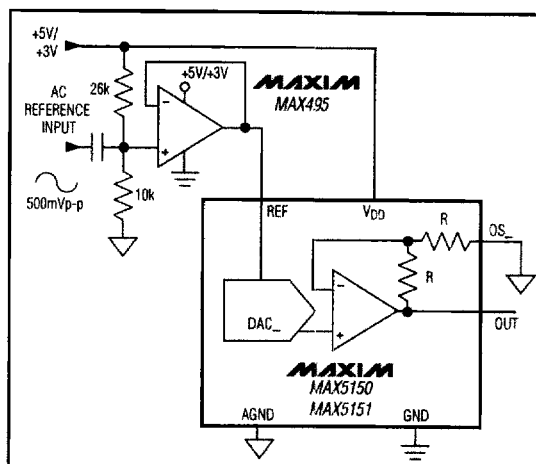 +5V/
+3V
+5V/+3V
MAXIM
MAX495
26k
AC
REFERENCE
INPUT
500mVp-p
10k
REF
VDD
R
OS_
R
DAC_
OUT
MAXIM
MAX5150
MAX5151
AGND
GND
−
+
−
+